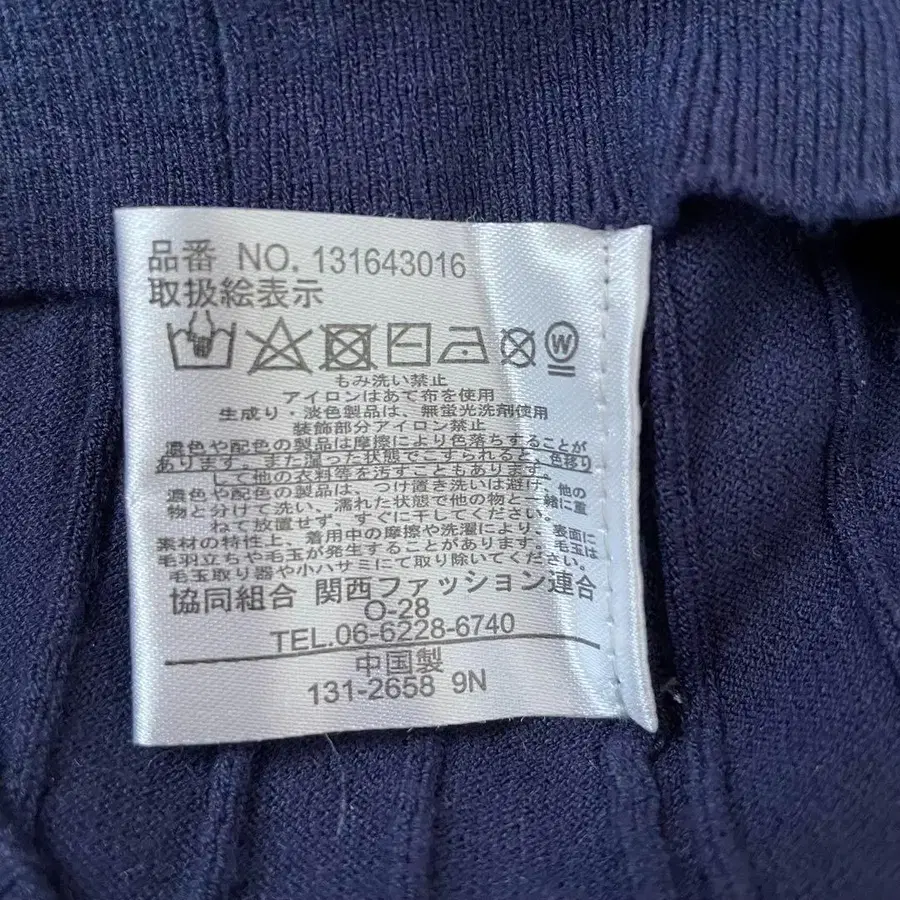 品番 NO. 131643016
取扱絵表示
W
もみ洗い禁止
アイロンはあて布を使用
生成り・淡色製品は、無蛍光洗剤使用
装飾部分アイロン禁止
濃色や配色の製品は摩擦により色落ちすることが
あります。また湿った状態でこすられると、色移り
して他の衣料等を汚すこともあります。
濃色や配色の製品は、つけ置き洗いは避け、他の
物と分けて洗い、濡れた状態で他の物と一緒に重
ねて放置せず、すぐに干してください。
素材の特性上、着用中の摩擦や洗濯により、表面に
毛羽立ちや毛玉が発生することがあります。毛玉は
毛玉取り器や小ハサミにて取り除いてください。
協同組合 関西ファッション連合
O-28
TEL.06-6228-6740
中国製
131-2658 9N